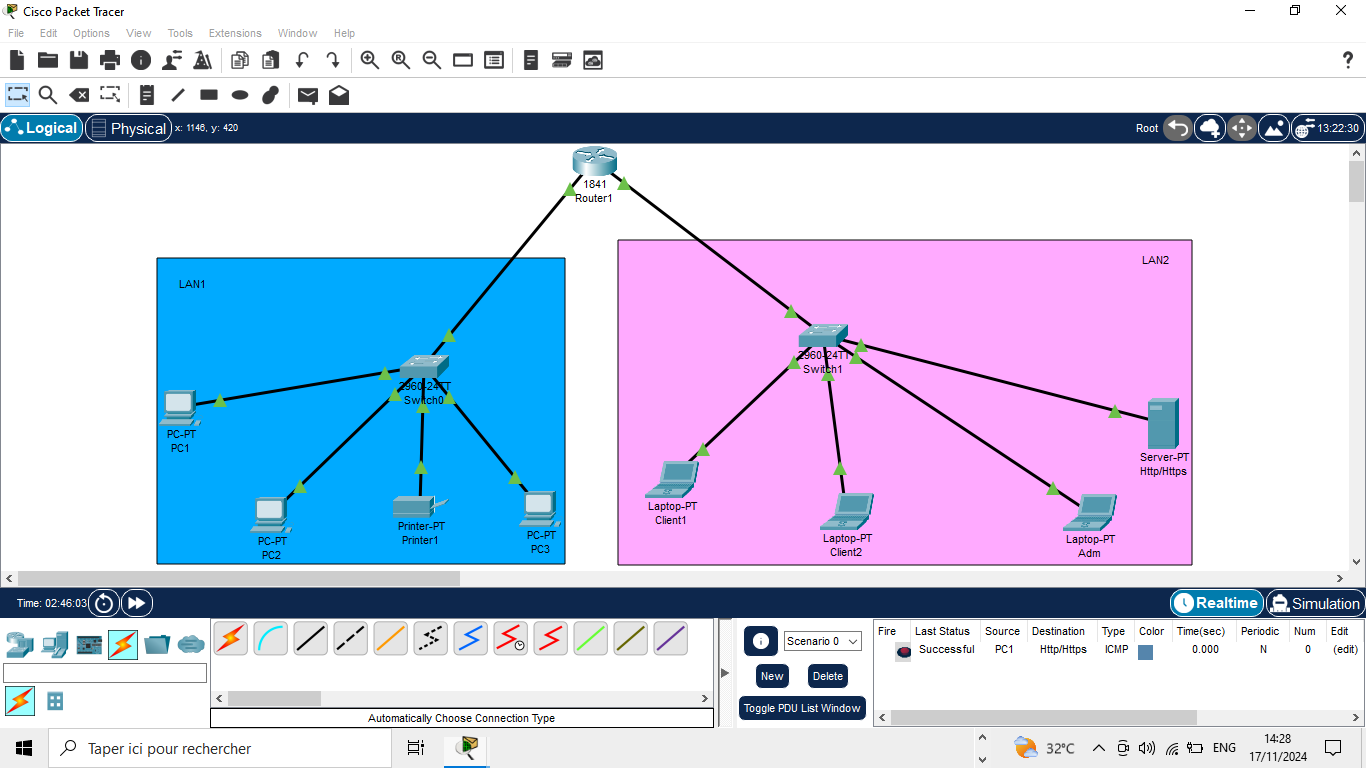 Cisco Packet Tracer
File Edit Options View Tools Extensions Window Help
Logical Physical x: 1146, y: 420 Root 13:22:30
1841
Router1
LAN1
LAN2
2960-24TT
Switch1
2960-24TT
Switch0
PC-PT
PC1
Server-PT
Http/Https
Laptop-PT
Client1
PC-PT
PC2
Printer-PT
Printer1
PC-PT
PC3
Laptop-PT
Client2
Laptop-PT
Adm
Time: 02:46:03 Realtime Simulation
Scenario 0
New Delete
Toggle PDU List Window
Fire Last Status Source Destination Type Color Time(sec) Periodic Num Edit
Successful PC1 Http/Https ICMP 0.000 N 0 (edit)
Automatically Choose Connection Type
Taper ici pour rechercher
32°C ENG 14:28
17/11/2024